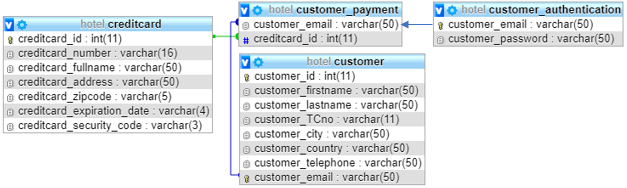 hotel creditcard
creditcard_id : int(11)
creditcard_number : varchar(16)
creditcard_fullname : varchar(50)
creditcard_address : varchar(50)
creditcard_zipcode : varchar(5)
creditcard_expiration_date : varchar(4)
creditcard_security_code : varchar(3)
hotel customer_payment
customer_email : varchar(50)
creditcard_id : int(11)
hotel customer
customer_id : int(11)
customer_firstname : varchar(50)
customer_lastname : varchar(50)
customer_TCno : varchar(11)
customer_city : varchar(50)
customer_country : varchar(50)
customer_telephone : varchar(50)
customer_email : varchar(50)
hotel customer_authentication
customer_email : varchar(50)
customer_password : varchar(50)